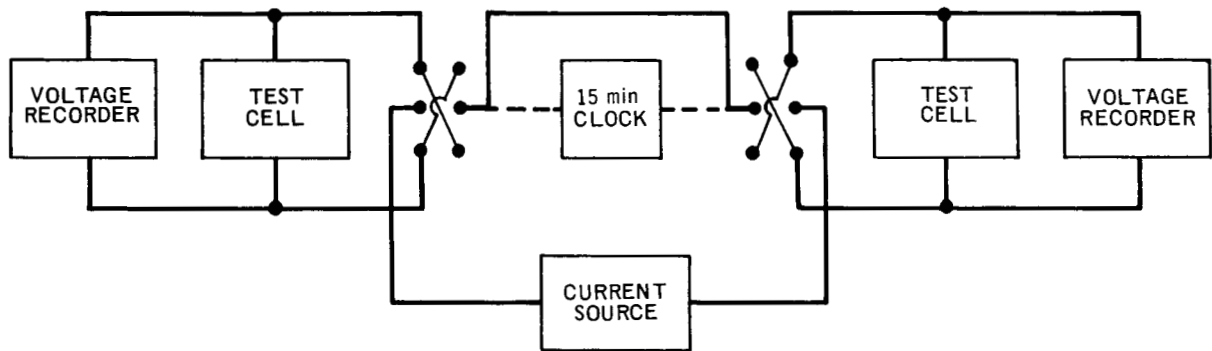 VOLTAGE
RECORDER
TEST
CELL
15 min
CLOCK
TEST
CELL
VOLTAGE
RECORDER
CURRENT
SOURCE